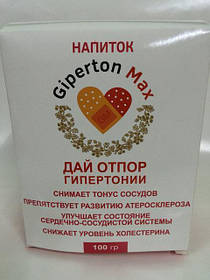 НАПИТОК
Giperton Max
ДАЙ ОТПОР
ГИПЕРТОНИИ
СНИМАЕТ ТОНУС СОСУДОВ
ПРЕПЯТСТВУЕТ РАЗВИТИЮ АТЕРОСКЛЕРОЗА
УЛУЧШАЕТ СОСТОЯНИЕ
СЕРДЕЧНО-СОСУДИСТОЙ СИСТЕМЫ
СНИЖАЕТ УРОВЕНЬ ХОЛЕСТЕРИНА
100 гр